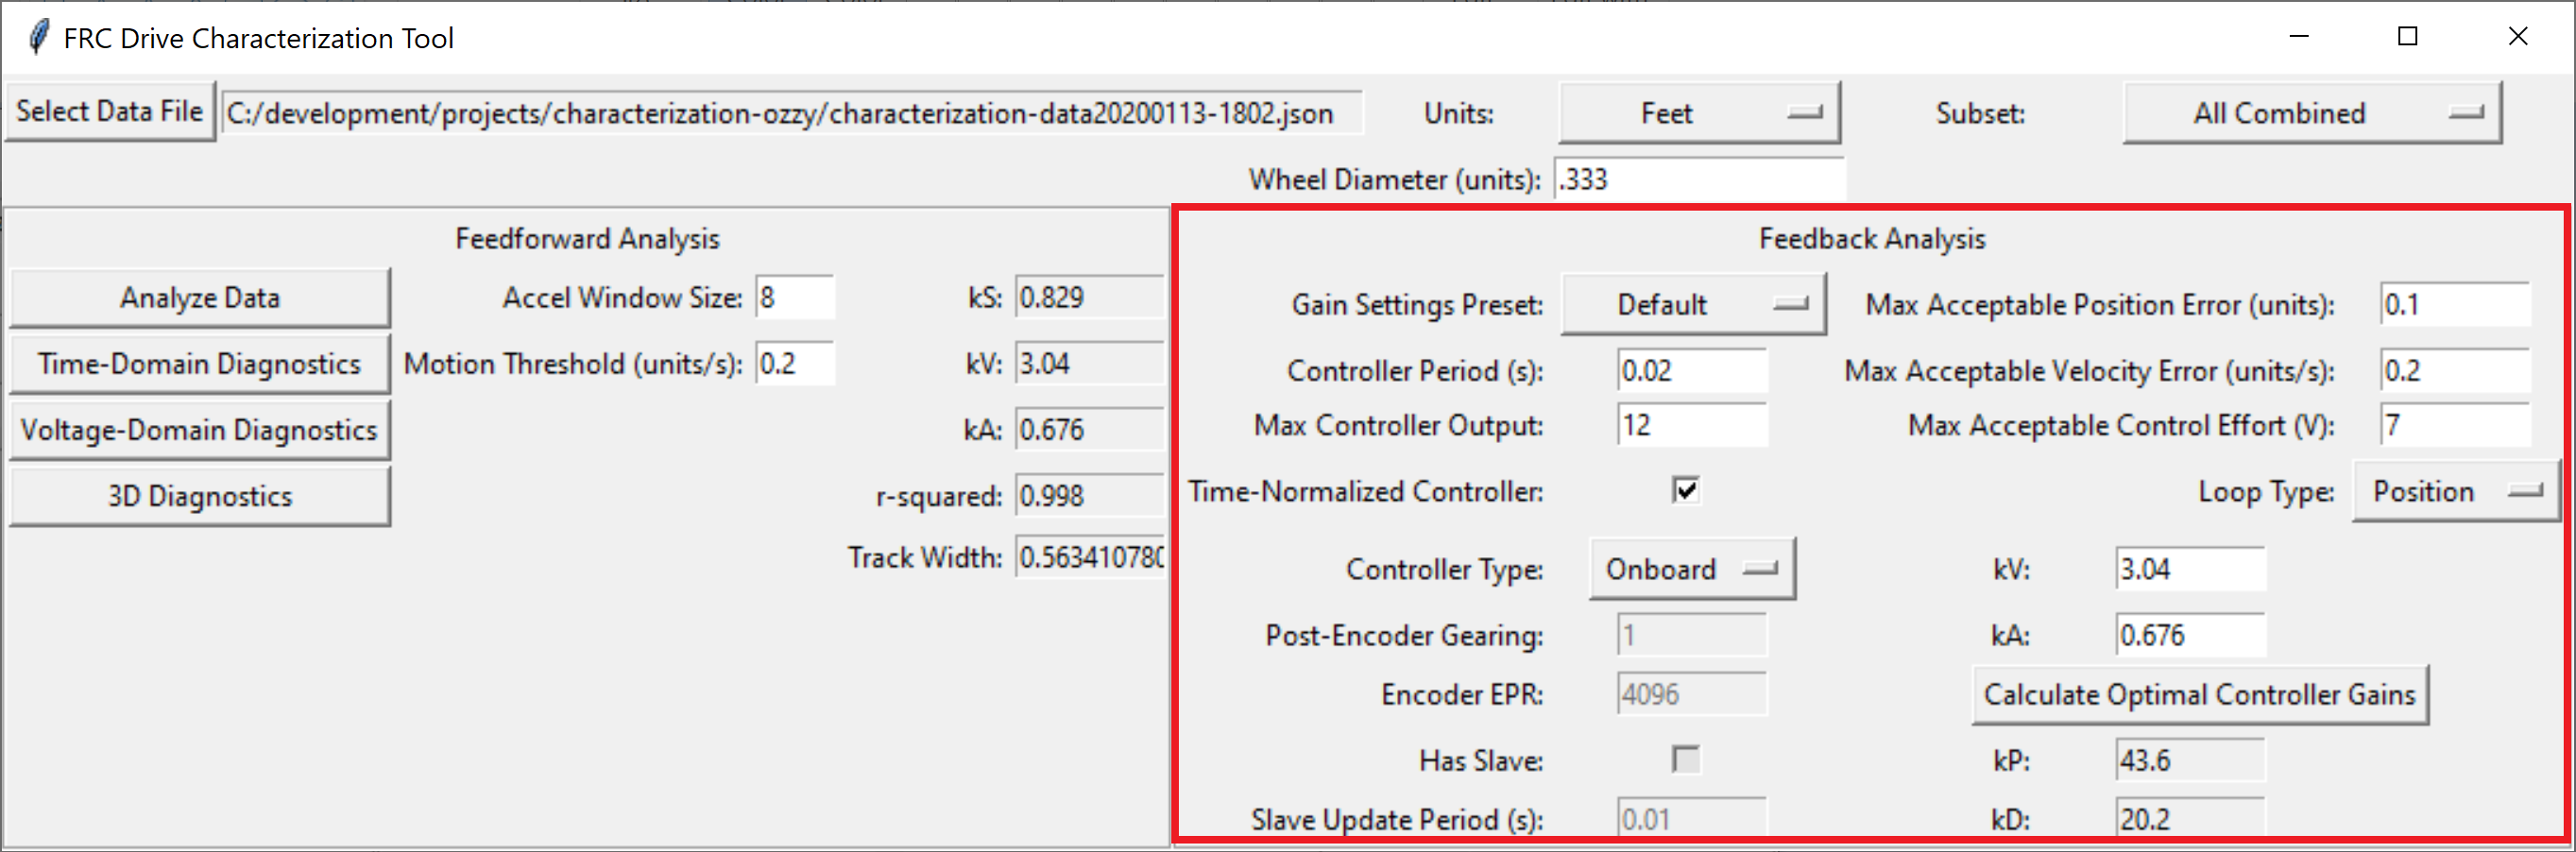 FRC Drive Characterization Tool
Select Data File C:/development/projects/characterization-ozzy/characterization-data20200113-1802.json Units: Feet Subset: All Combined
Wheel Diameter (units): .333
Feedforward Analysis
Analyze Data Accel Window Size: 8 kS: 0.829
Time-Domain Diagnostics Motion Threshold (units/s): 0.2 kV: 3.04
Voltage-Domain Diagnostics kA: 0.676
3D Diagnostics r-squared: 0.998
Track Width: 0.563410780
Feedback Analysis
Gain Settings Preset: Default Max Acceptable Position Error (units): 0.1
Controller Period (s): 0.02 Max Acceptable Velocity Error (units/s): 0.2
Max Controller Output: 12 Max Acceptable Control Effort (V): 7
Time-Normalized Controller: Loop Type: Position
Controller Type: Onboard kV: 3.04
Post-Encoder Gearing: 1 kA: 0.676
Encoder EPR: 4096 Calculate Optimal Controller Gains
Has Slave: kP: 43.6
Slave Update Period (s): 0.01 kD: 20.2